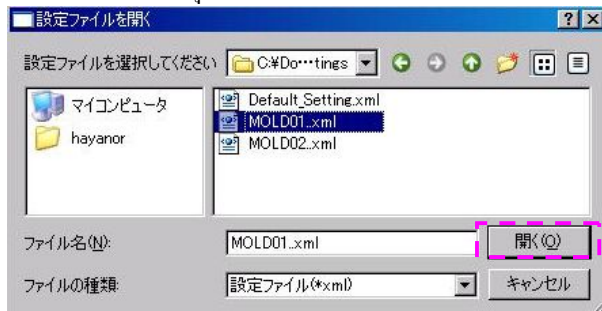 設定ファイルを開く
設定ファイルを選択してください C:¥Do…tings
マイコンピュータ
hayanor
Default_Setting.xml
MOLD01..xml
MOLD02..xml
ファイル名(N): MOLD01..xml 開く(O)
ファイルの種類: 設定ファイル(*xml) キャンセル